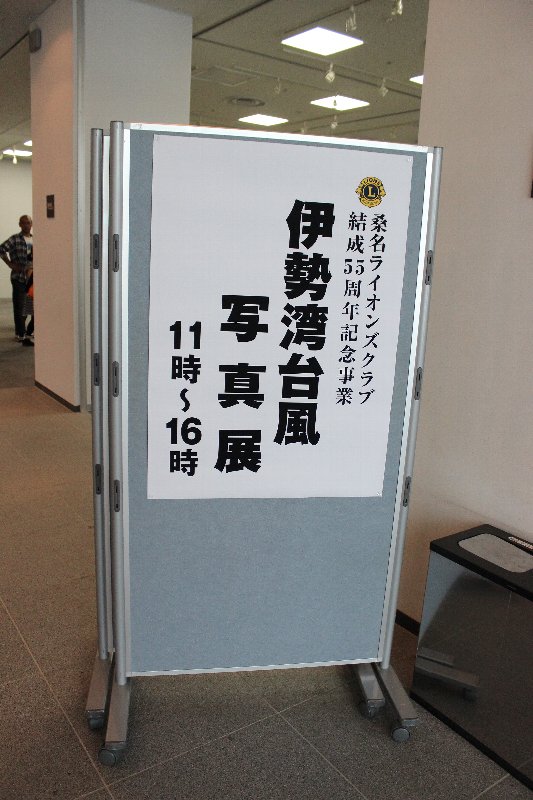 桑名ライオンズクラブ
結成55周年記念事業
伊勢湾台風
写真展
11時～16時
L